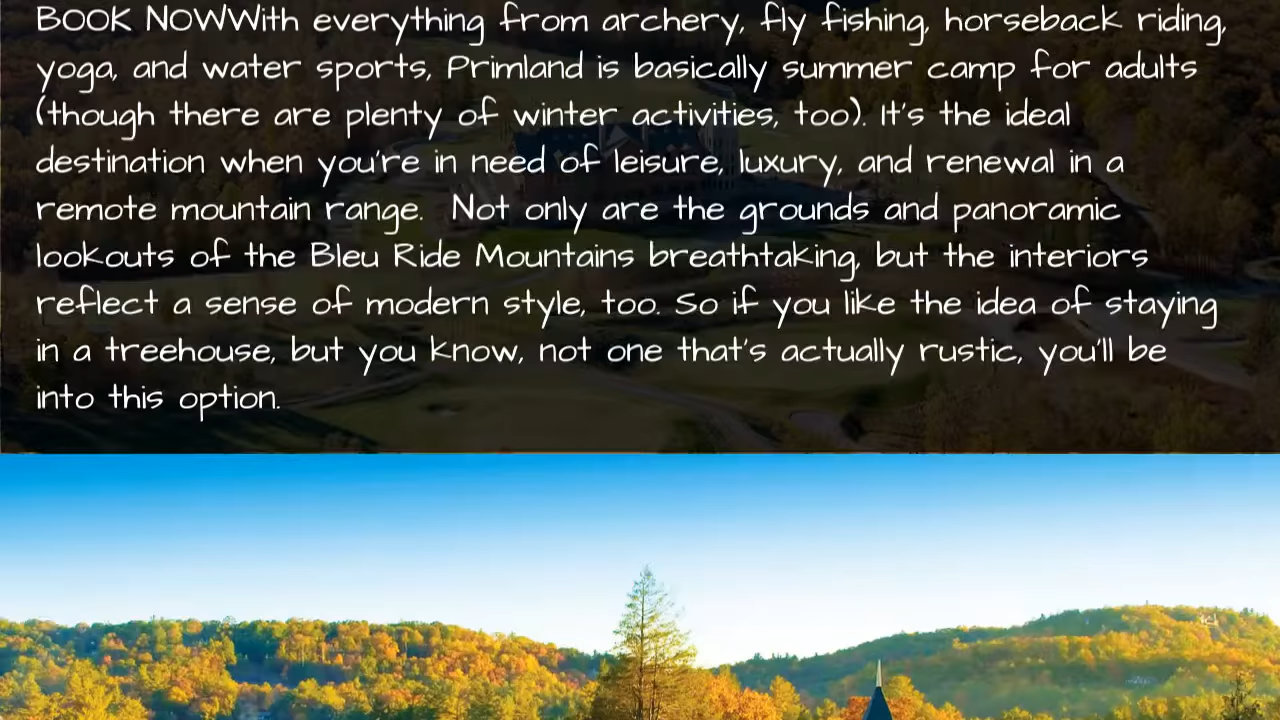 BOOK NOWWith everything from archery, fly fishing, horseback riding,
yoga, and water sports, Primland is basically summer camp for adults
(though there are plenty of winter activities, too). It's the ideal
destination when you're in need of leisure, luxury, and renewal in a
remote mountain range.  Not only are the grounds and panoramic
lookouts of the Bleu Ride Mountains breathtaking, but the interiors
reflect a sense of modern style, too. So if you like the idea of staying
in a treehouse, but you know, not one that's actually rustic, you'll be
into this option.